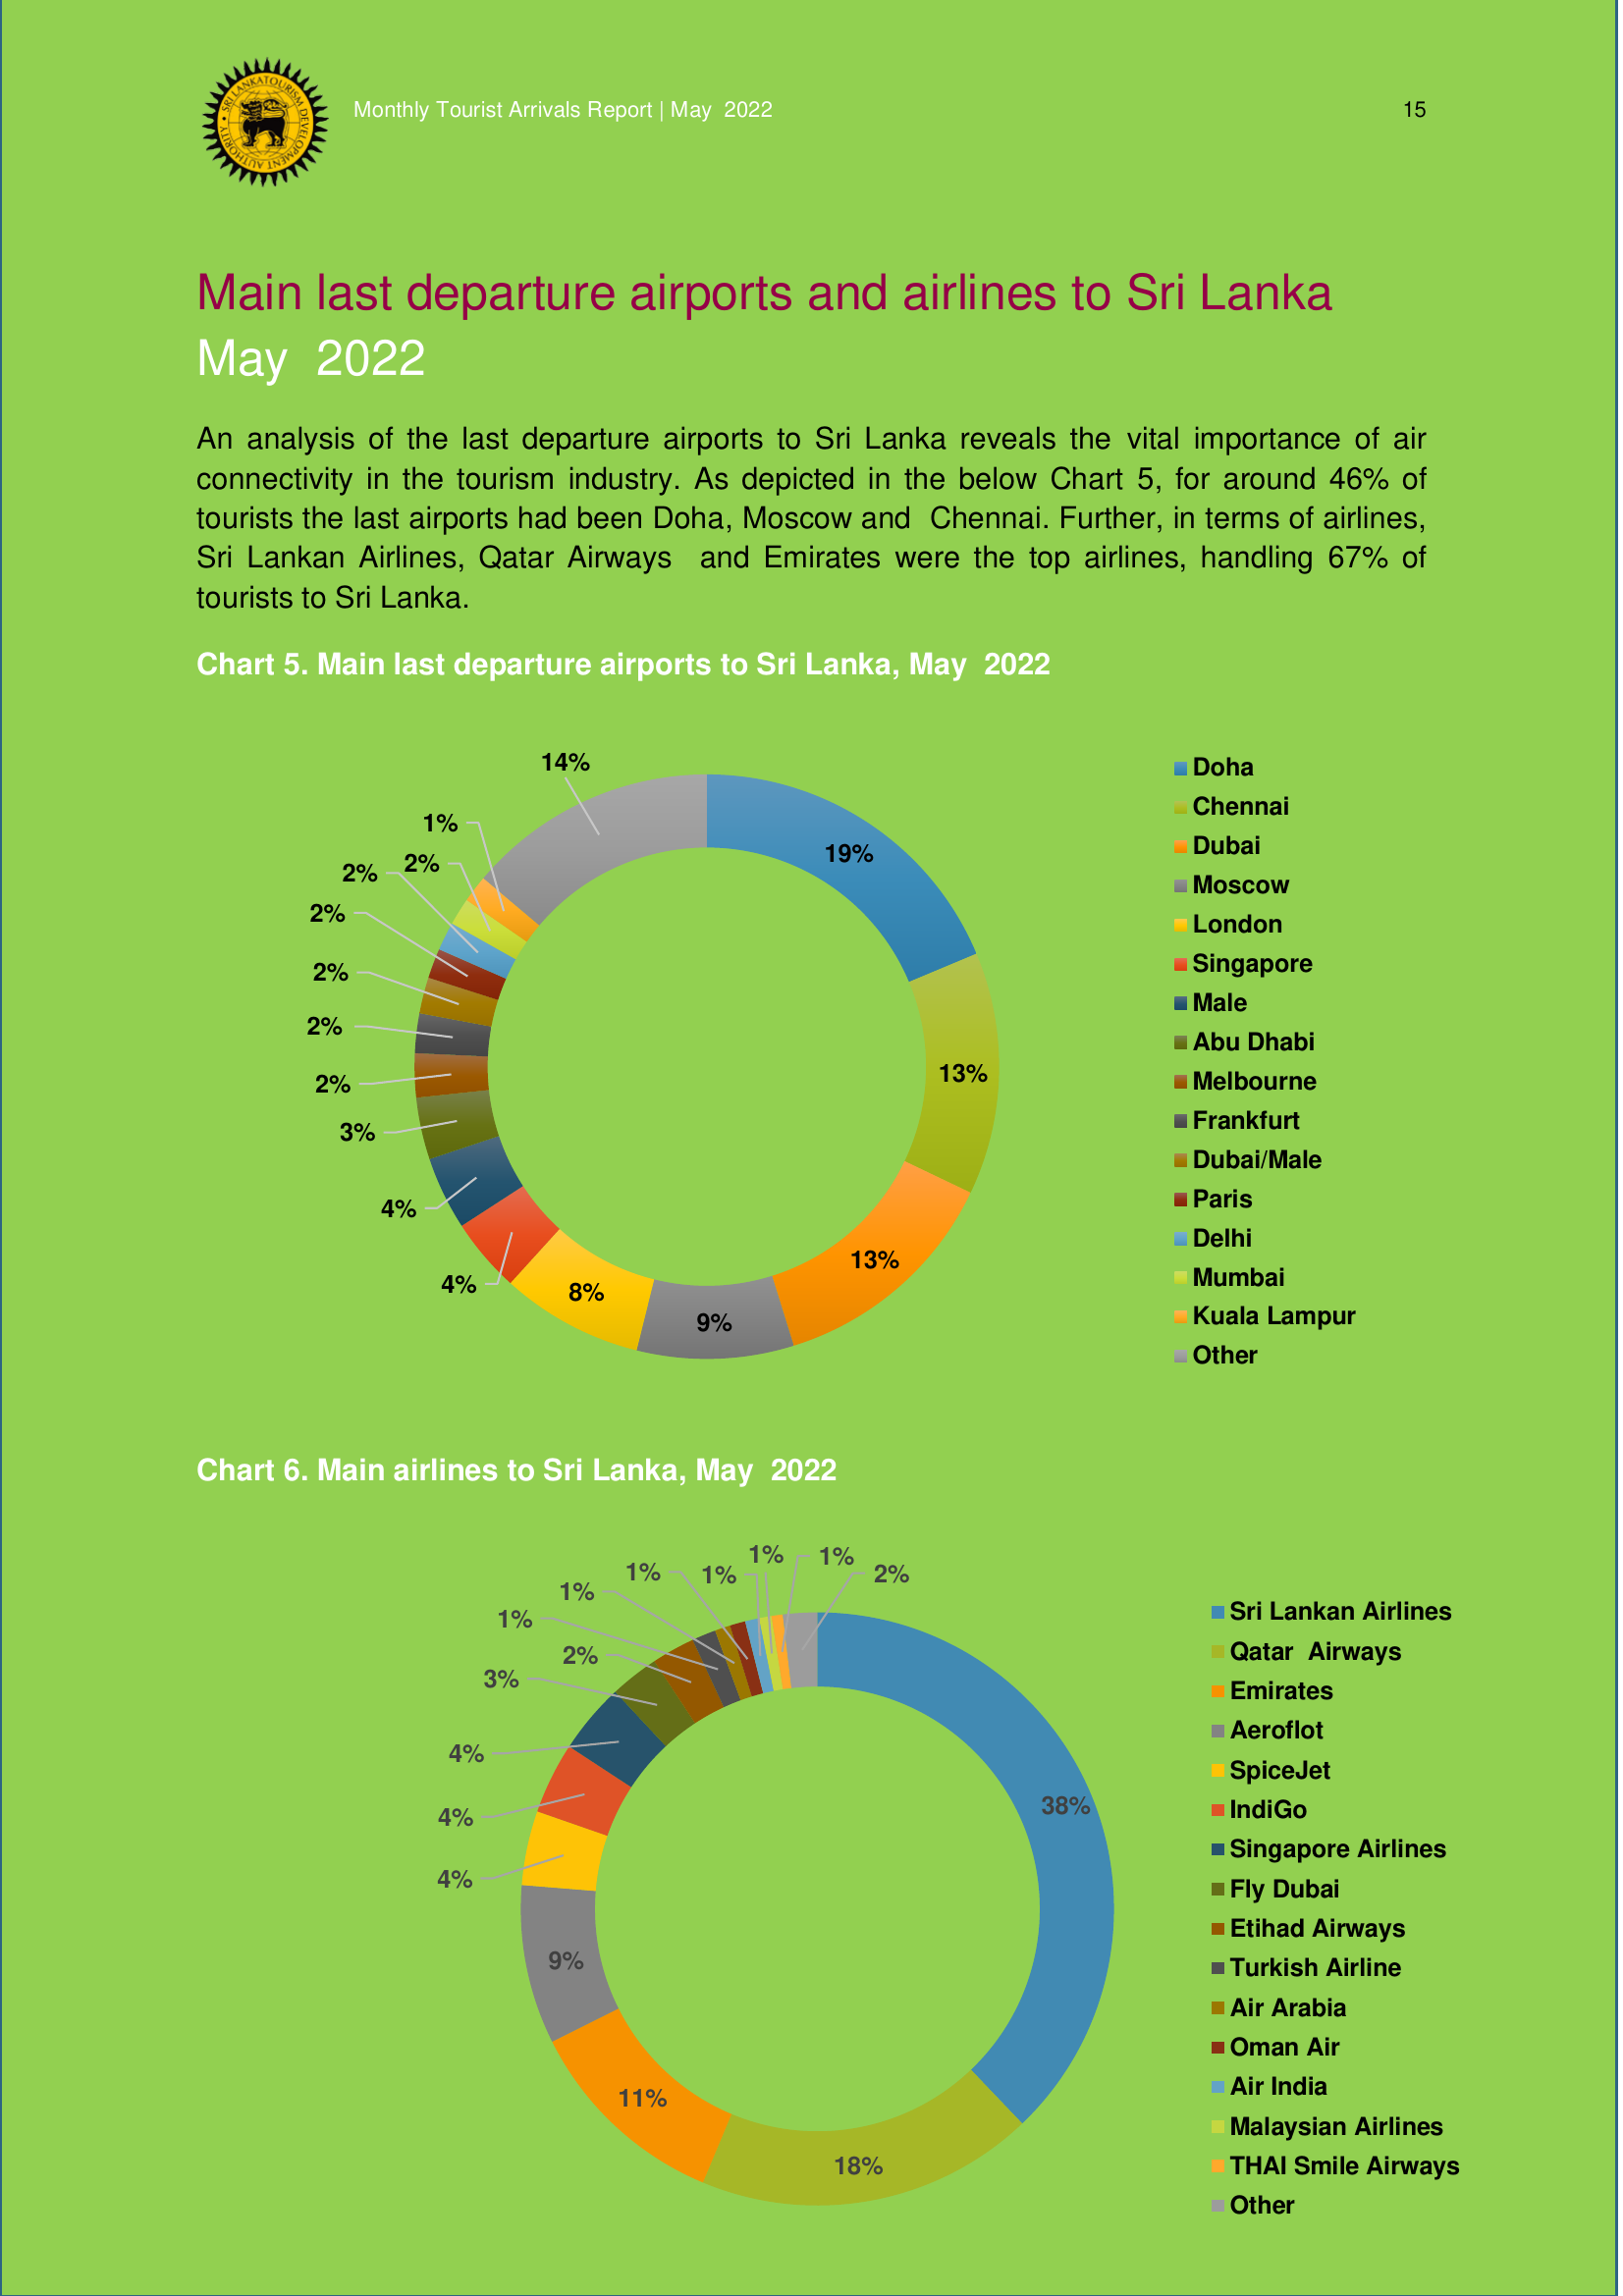 SRI LANKA TOURISM DEVELOPMENT AUTHORITY
Monthly Tourist Arrivals Report | May  2022
15
Main last departure airports and airlines to Sri Lanka
May  2022
An analysis of the last departure airports to Sri Lanka reveals the vital importance of air
connectivity in the tourism industry. As depicted in the below Chart 5, for around 46% of
tourists the last airports had been Doha, Moscow and  Chennai. Further, in terms of airlines,
Sri Lankan Airlines, Qatar Airways  and Emirates were the top airlines, handling 67% of
tourists to Sri Lanka.
Chart 5. Main last departure airports to Sri Lanka, May  2022
19%
13%
13%
9%
8%
4%
4%
3%
2%
2%
2%
2%
2%
2%
1%
14%
Doha
Chennai
Dubai
Moscow
London
Singapore
Male
Abu Dhabi
Melbourne
Frankfurt
Dubai/Male
Paris
Delhi
Mumbai
Kuala Lampur
Other
Chart 6. Main airlines to Sri Lanka, May  2022
38%
18%
11%
9%
4%
4%
4%
3%
2%
1%
1%
1%
1%
1%
1%
2%
Sri Lankan Airlines
Qatar  Airways
Emirates
Aeroflot
SpiceJet
IndiGo
Singapore Airlines
Fly Dubai
Etihad Airways
Turkish Airline
Air Arabia
Oman Air
Air India
Malaysian Airlines
THAI Smile Airways
Other